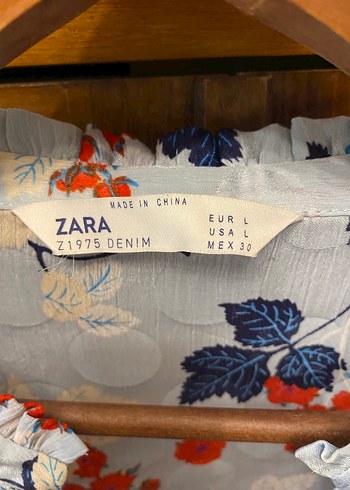 MADE IN CHINA
ZARA
Z1975 DENIM
EUR L
USA L
MEX 30